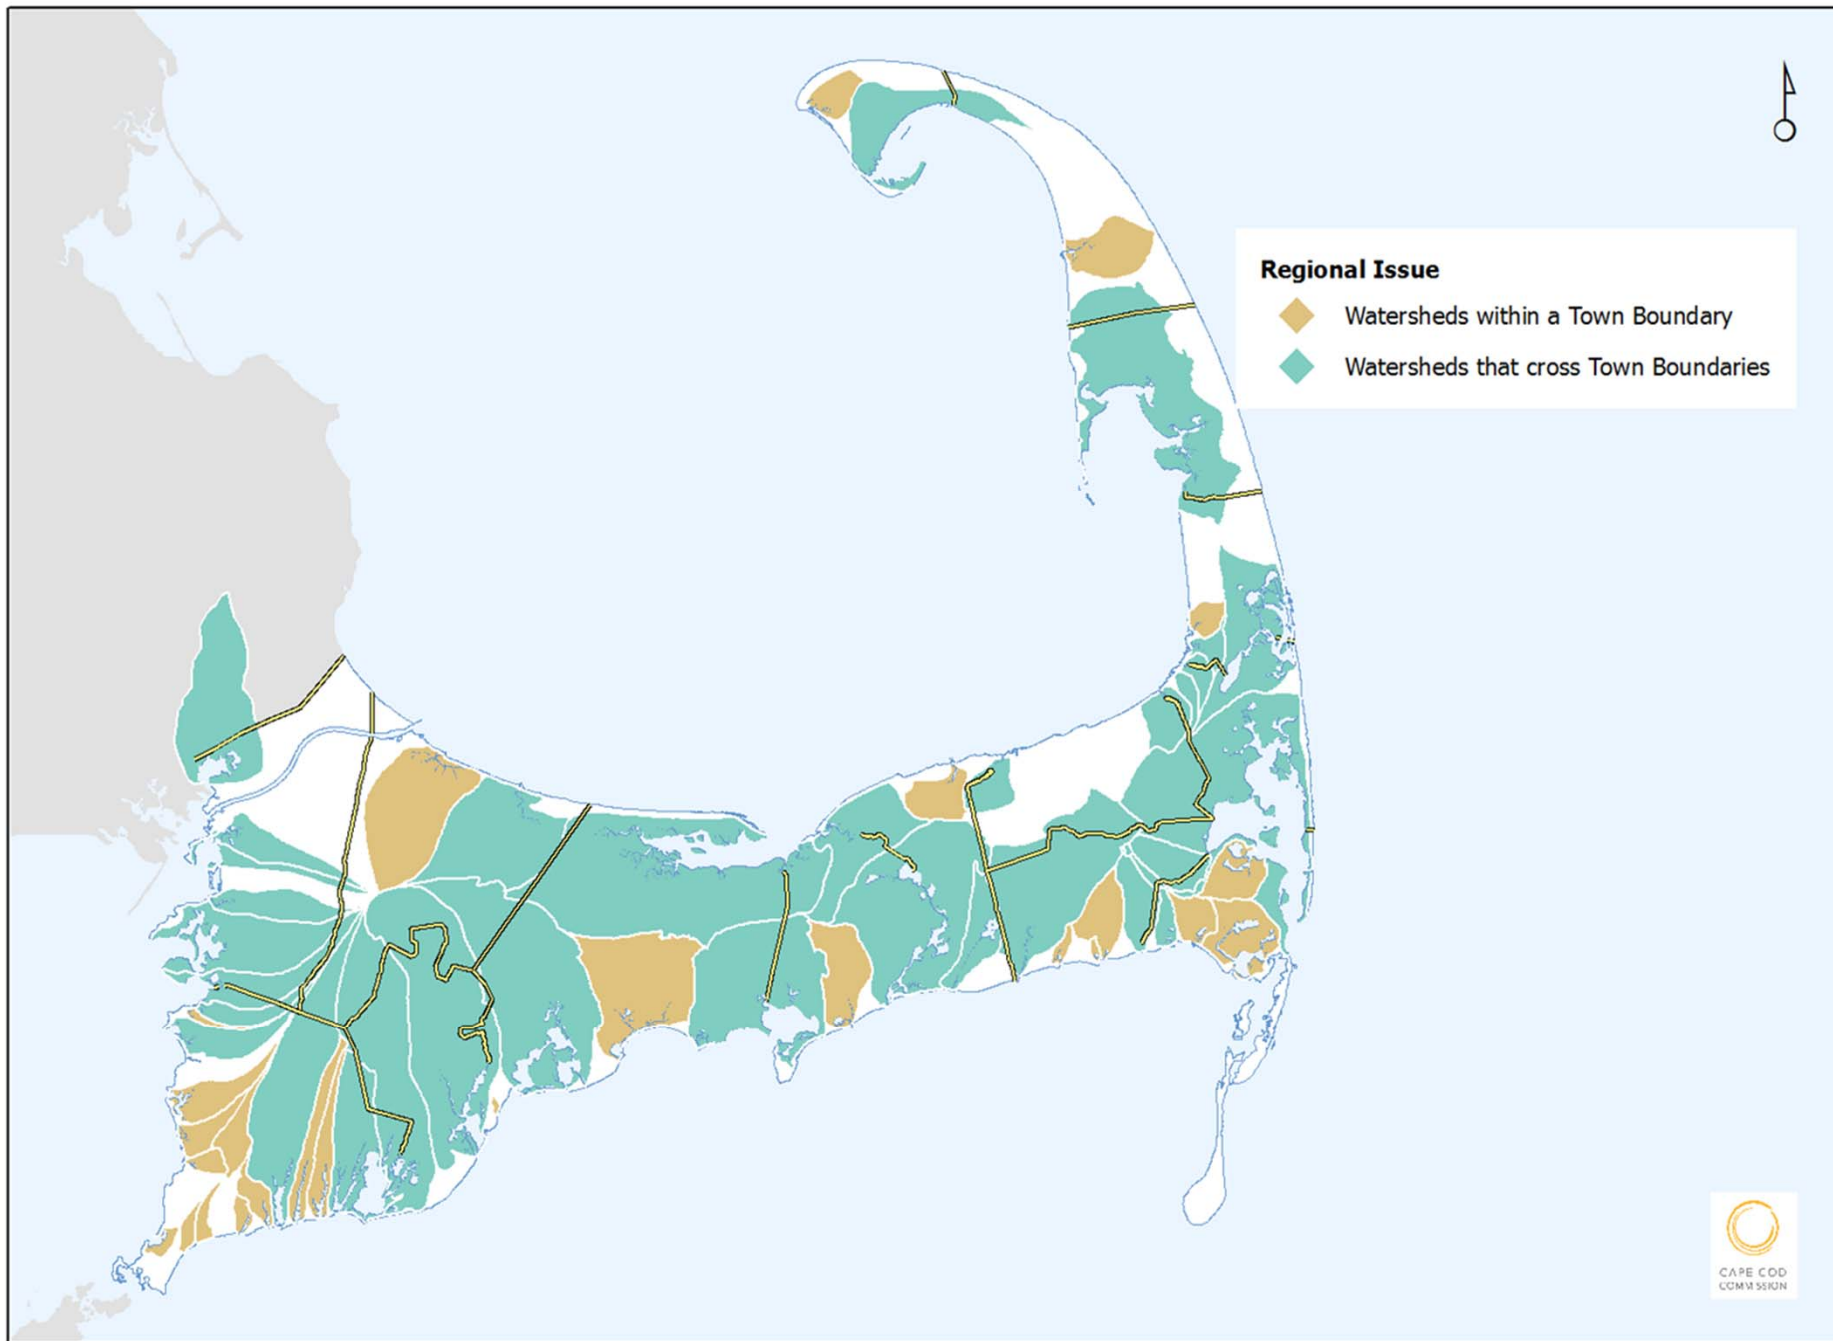 Regional Issue
Watersheds within a Town Boundary
Watersheds that cross Town Boundaries
CAPE COD
COMMISSION